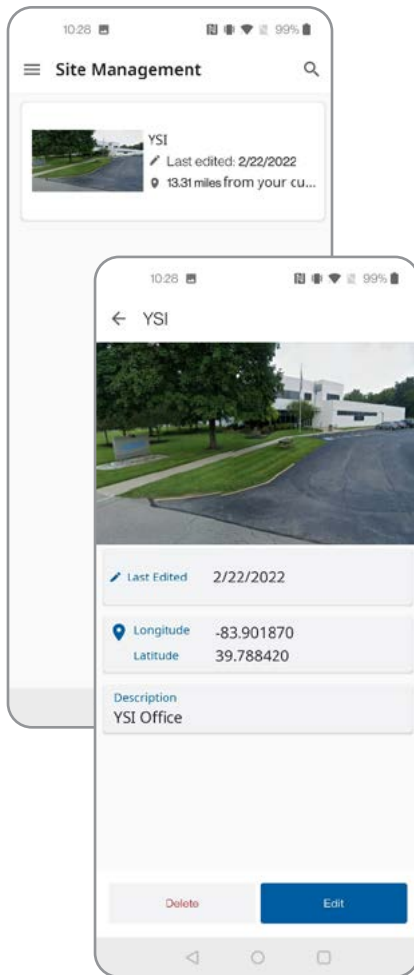 10:28 99%
Site Management
YSI
Last edited: 2/22/2022
13.31 miles from your cu...
10:28 99%
YSI
Last Edited 2/22/2022
Longitude -83.901870
Latitude 39.788420
Description
YSI Office
Delete Edit